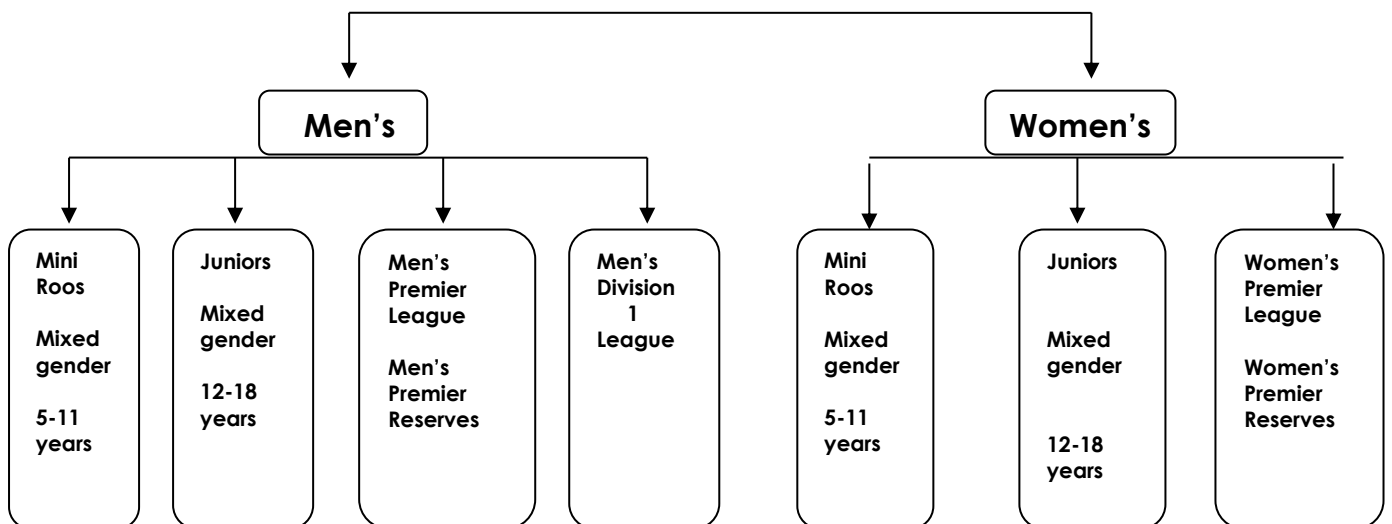 Men’s
Women’s
Mini
Roos
Mixed
gender
5-11
years
Juniors
Mixed
gender
12-18
years
Men’s
Premier
League
Men’s
Premier
Reserves
Men’s
Division
1
League
Mini
Roos
Mixed
gender
5-11
years
Juniors
Mixed
gender
12-18
years
Women’s
Premier
League
Women’s
Premier
Reserves